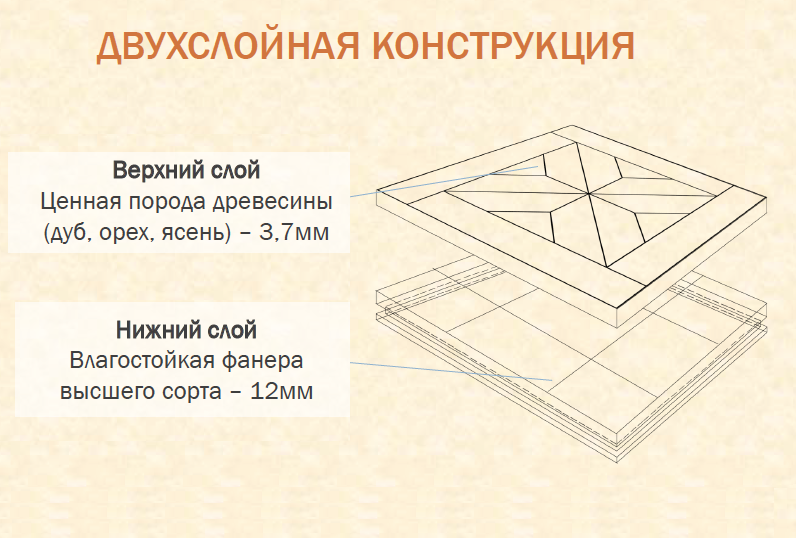 ДВУХСЛОЙНАЯ КОНСТРУКЦИЯ
Верхний слой
Ценная порода древесины
(дуб, орех, ясень) – 3,7мм
Нижний слой
Влагостойкая фанера
высшего сорта – 12мм